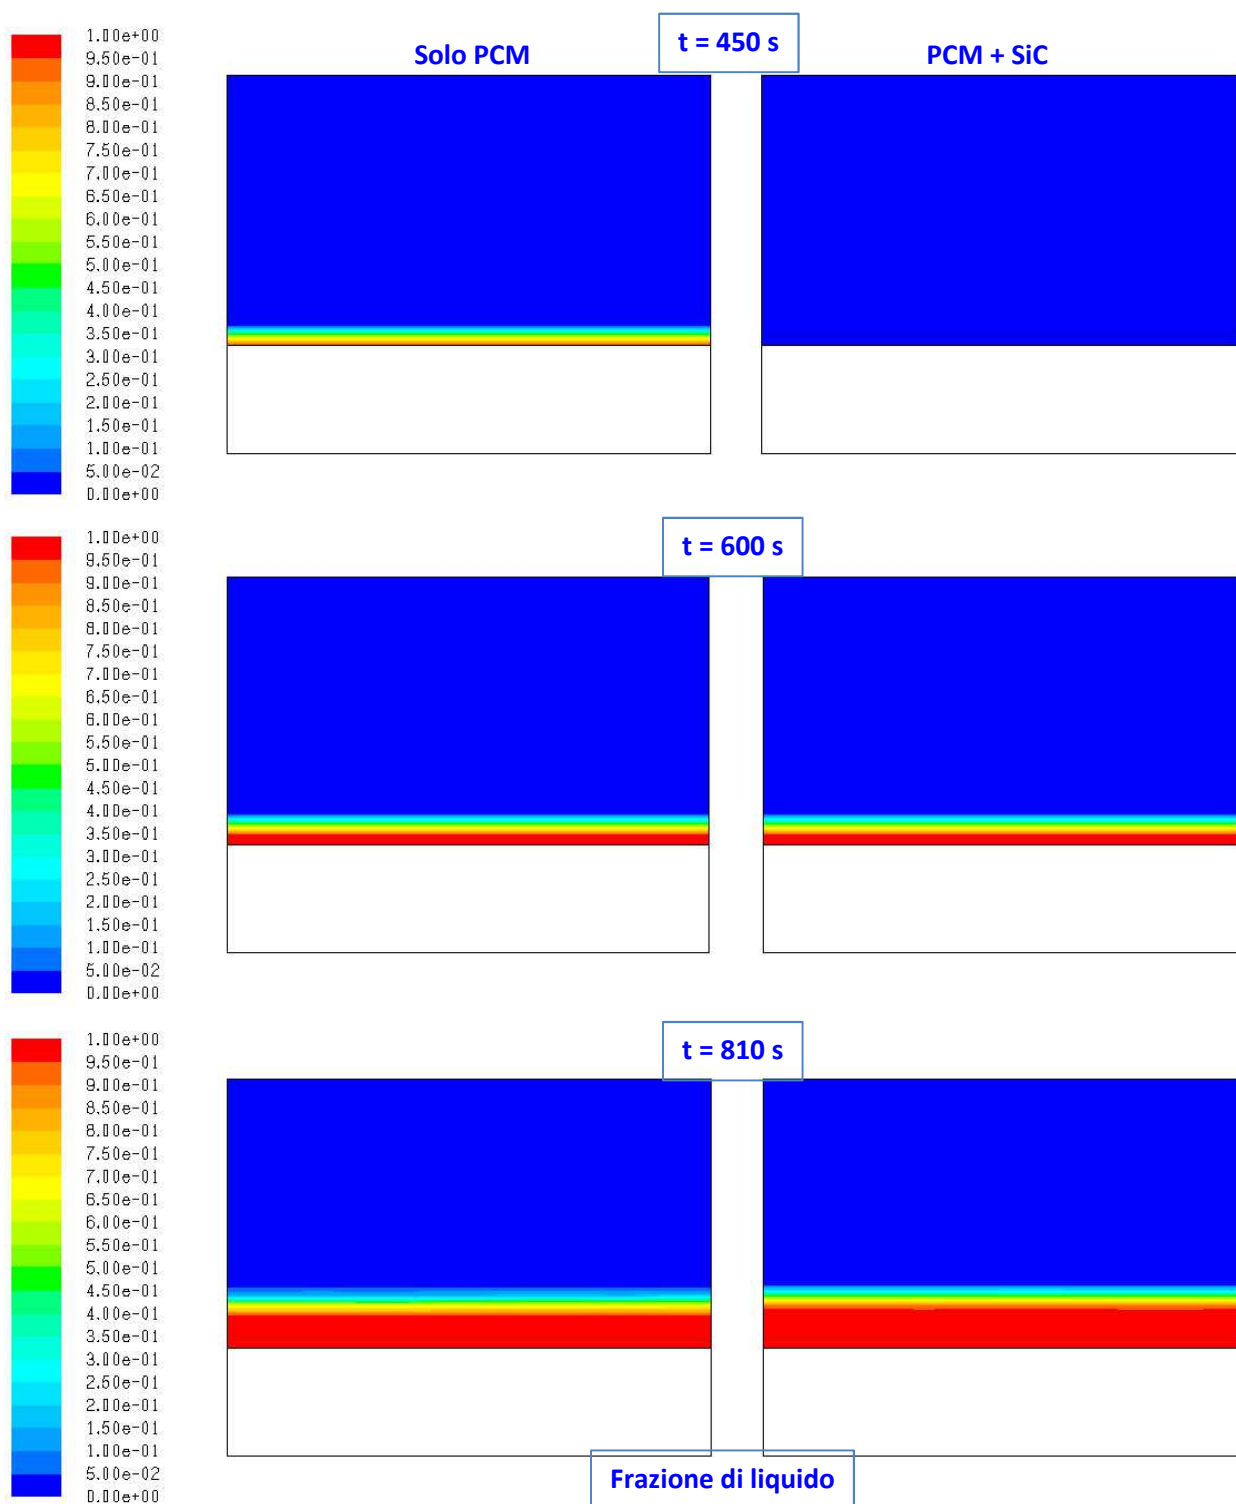 t = 450 s
Solo PCM
PCM + SiC
1.00e+00
9.50e-01
9.00e-01
8.50e-01
8.00e-01
7.50e-01
7.00e-01
6.50e-01
6.00e-01
5.50e-01
5.00e-01
4.50e-01
4.00e-01
3.50e-01
3.00e-01
2.50e-01
2.00e-01
1.50e-01
1.00e-01
5.00e-02
0.00e+00
t = 600 s
1.00e+00
9.50e-01
9.00e-01
8.50e-01
8.00e-01
7.50e-01
7.00e-01
6.50e-01
6.00e-01
5.50e-01
5.00e-01
4.50e-01
4.00e-01
3.50e-01
3.00e-01
2.50e-01
2.00e-01
1.50e-01
1.00e-01
5.00e-02
0.00e+00
t = 810 s
1.00e+00
9.50e-01
9.00e-01
8.50e-01
8.00e-01
7.50e-01
7.00e-01
6.50e-01
6.00e-01
5.50e-01
5.00e-01
4.50e-01
4.00e-01
3.50e-01
3.00e-01
2.50e-01
2.00e-01
1.50e-01
1.00e-01
5.00e-02
0.00e+00
Frazione di liquido